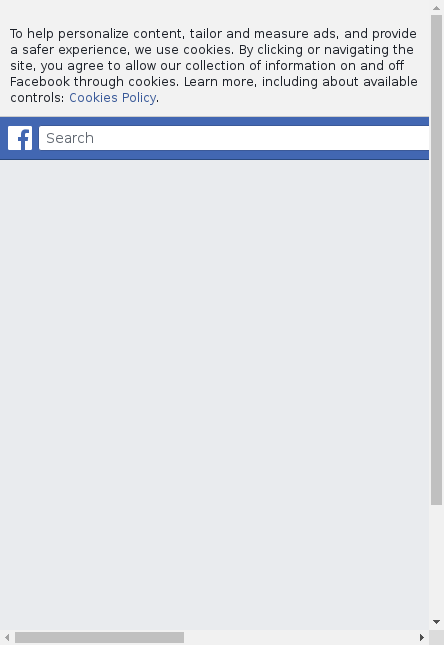 To help personalize content, tailor and measure ads, and provide
a safer experience, we use cookies. By clicking or navigating the
site, you agree to allow our collection of information on and off
Facebook through cookies. Learn more, including about available
controls: Cookies Policy.
Search